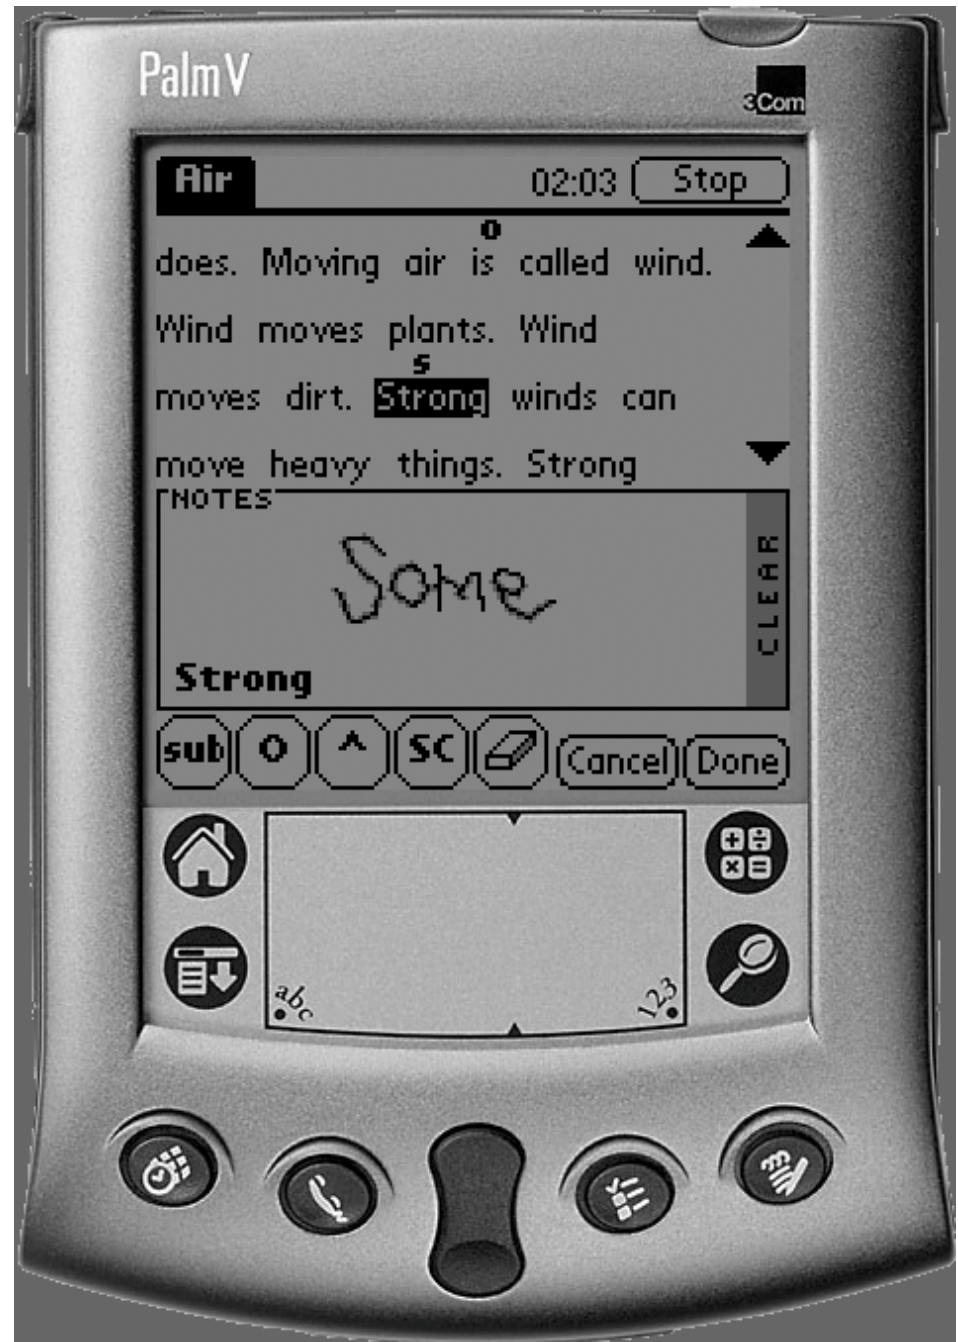 PalmV
3Com
Air 02:03 Stop
o
does. Moving air is called wind.
Wind moves plants. Wind
s
moves dirt. Strong winds can
move heavy things. Strong
NOTES
Some
CLEAR
Strong
sub O ^ SC Cancel Done
abc 123